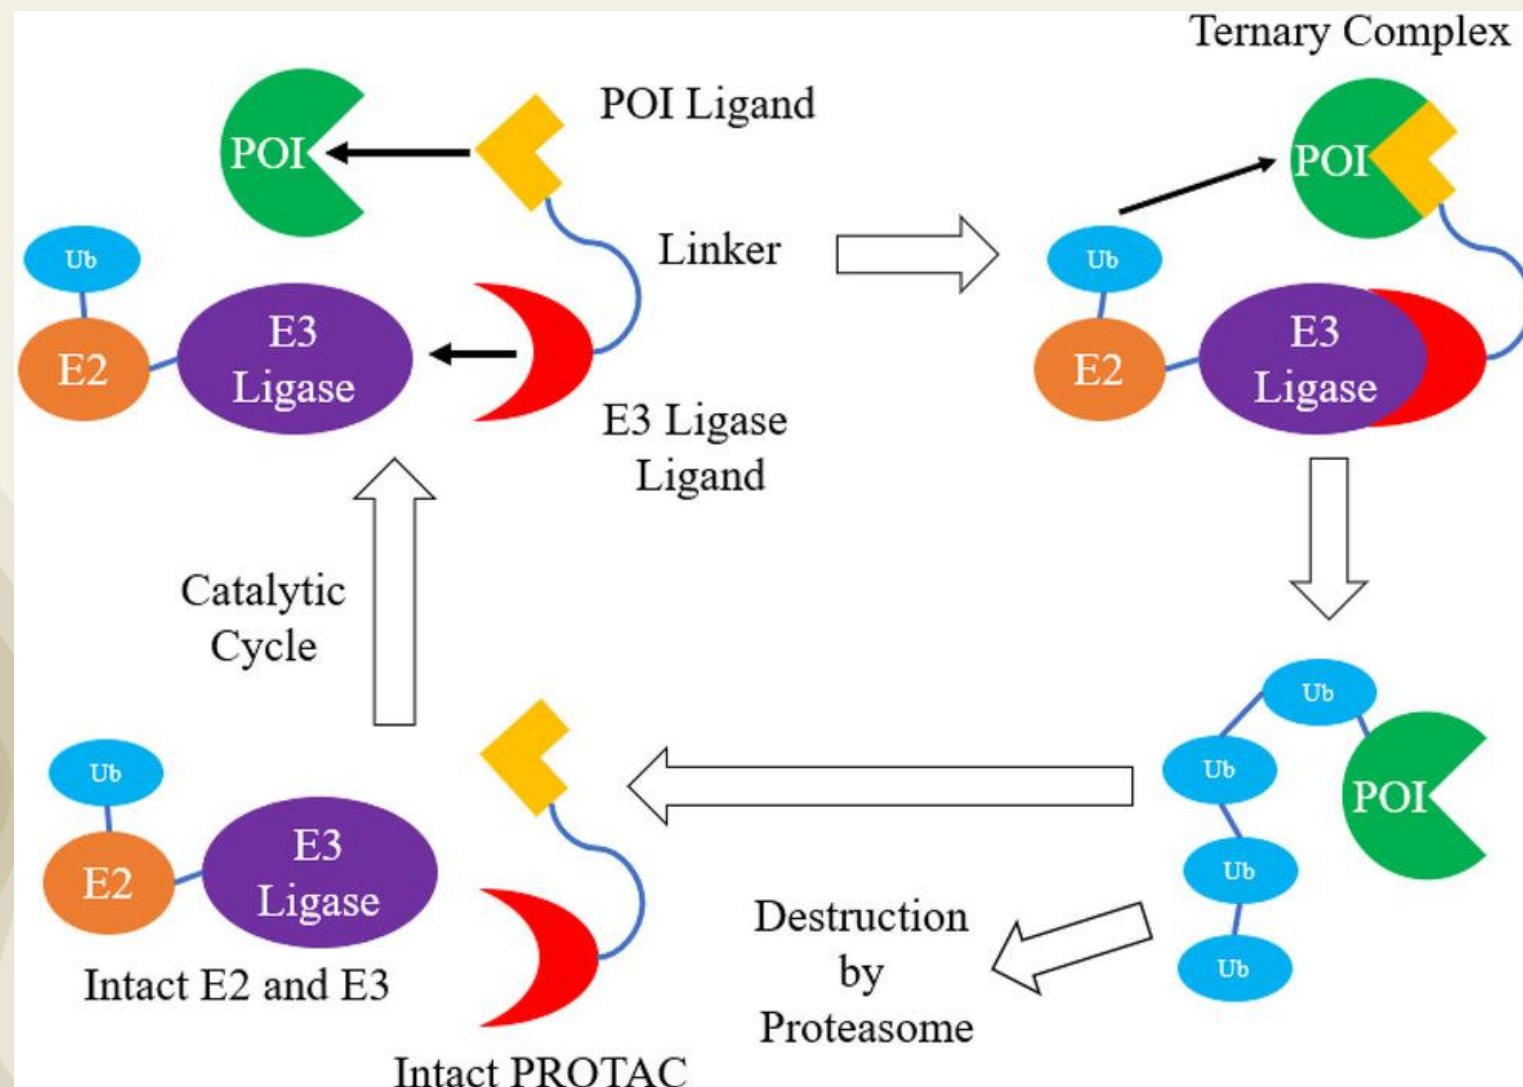 Ternary Complex
POI
POI Ligand
POI
Ub
Linker
Ub
E2
E3
Ligase
E2
E3
Ligase
E3 Ligase
Ligand
Catalytic
Cycle
Ub
Ub
Ub
POI
Ub
E2
E3
Ligase
Ub
Destruction
by
Proteasome
Intact E2 and E3
Intact PROTAC